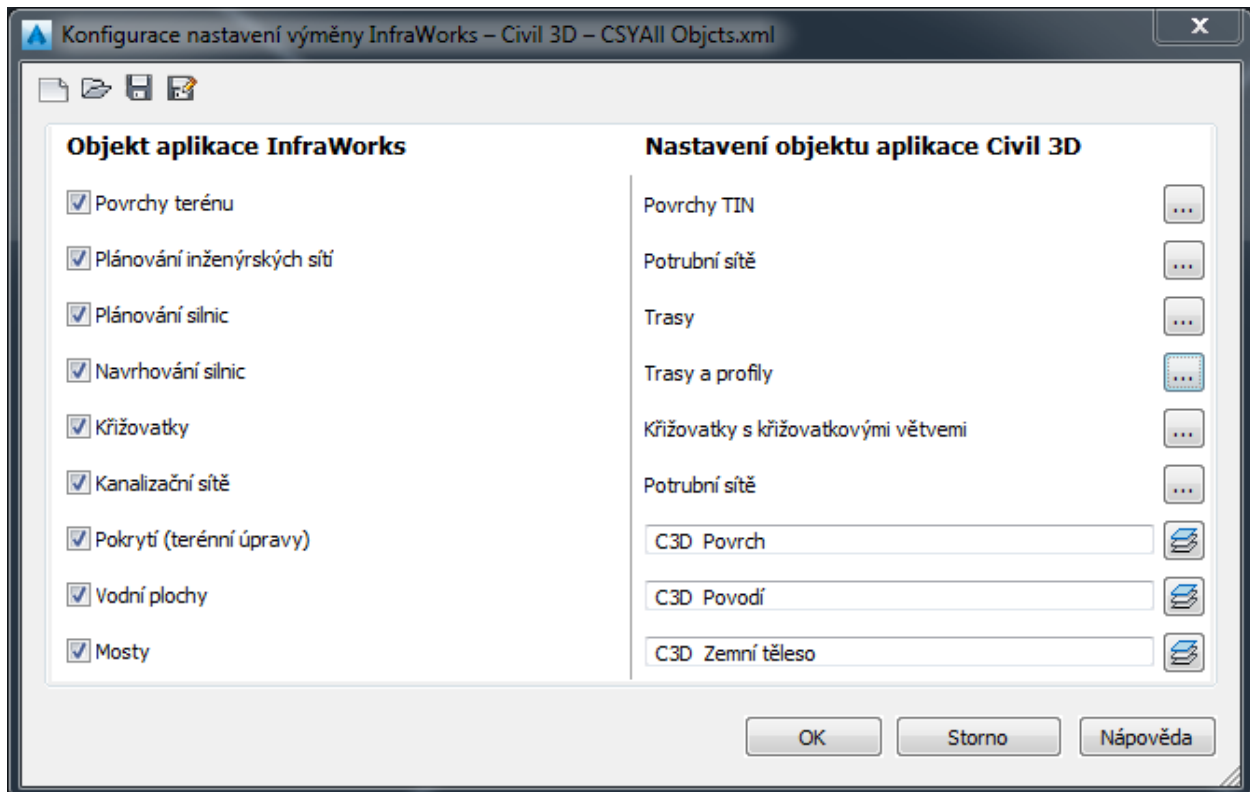 Konfigurace nastavení výměny InfraWorks – Civil 3D – CSYAll Objcts.xml
Objekt aplikace InfraWorks Nastavení objektu aplikace Civil 3D
Povrchy terénu Povrchy TIN ...
Plánování inženýrských sítí Potrubní sítě ...
Plánování silnic Trasy ...
Navrhování silnic Trasy a profily ...
Křižovatky Křižovatky s křižovatkovými větvemi ...
Kanalizační sítě Potrubní sítě ...
Pokrytí (terénní úpravy) C3D Povrch
Vodní plochy C3D Povodí
Mosty C3D Zemní těleso
OK Storno Nápověda